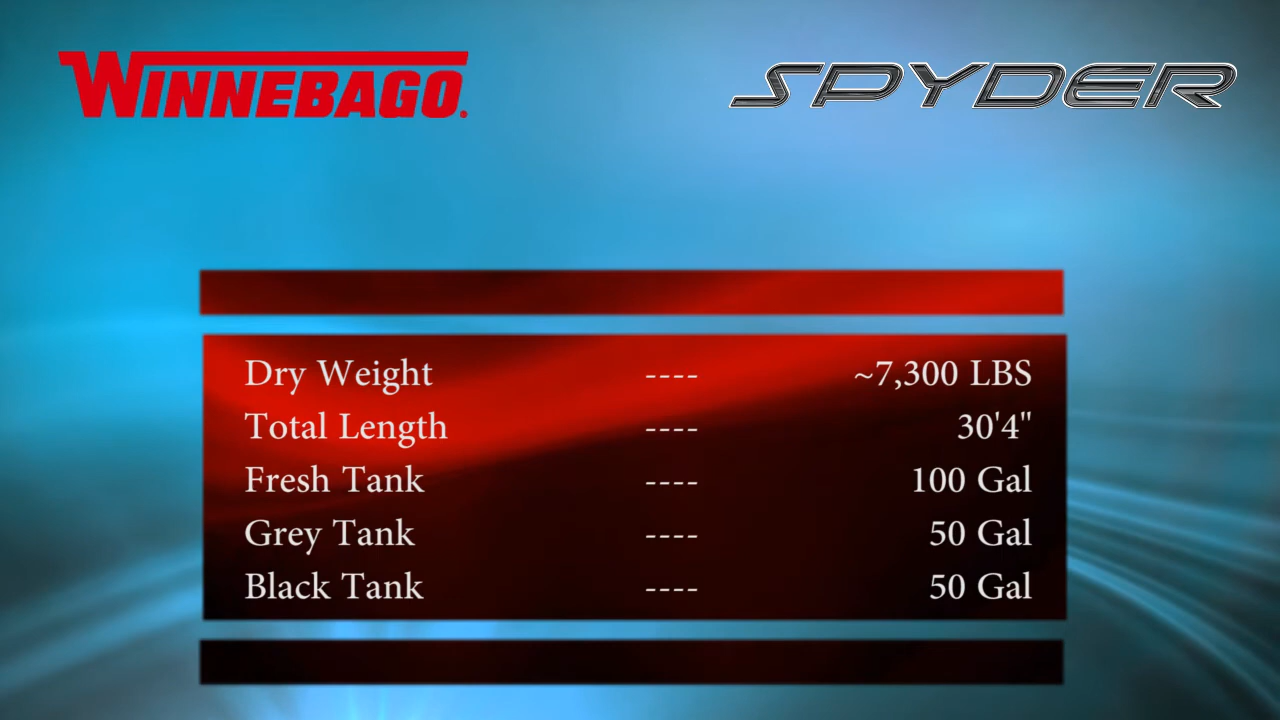 WINNEBAGO.
SPYDER
Dry Weight ---- ~7,300 LBS
Total Length ---- 30'4"
Fresh Tank ---- 100 Gal
Grey Tank ---- 50 Gal
Black Tank ---- 50 Gal